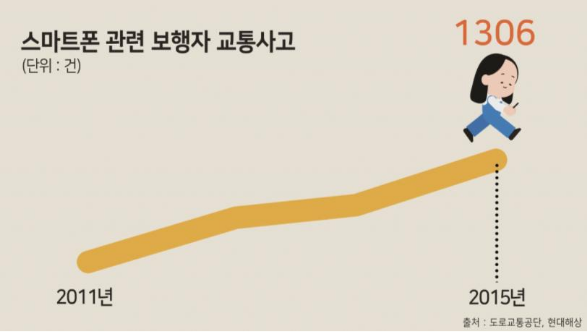 스마트폰 관련 보행자 교통사고
(단위 : 건)
1306
2011년
2015년
출처 : 도로교통공단, 현대해상